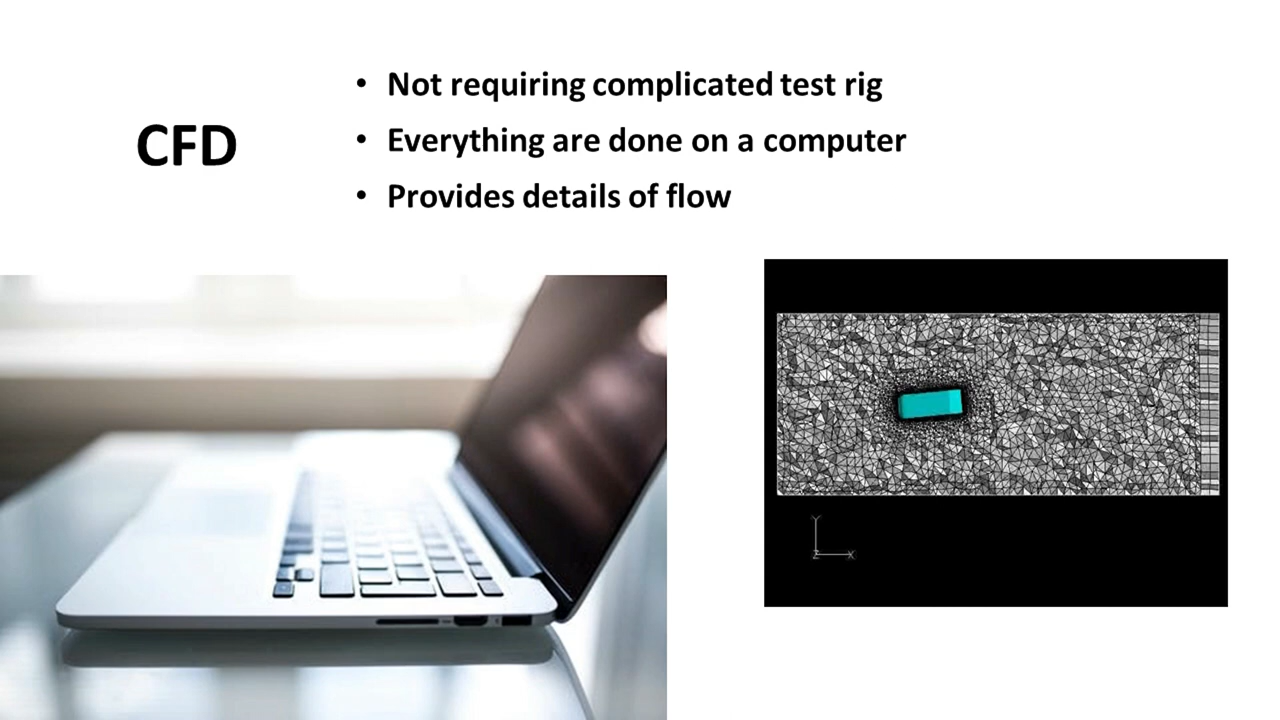 CFD
• Not requiring complicated test rig
• Everything are done on a computer
• Provides details of flow
Y
Z X